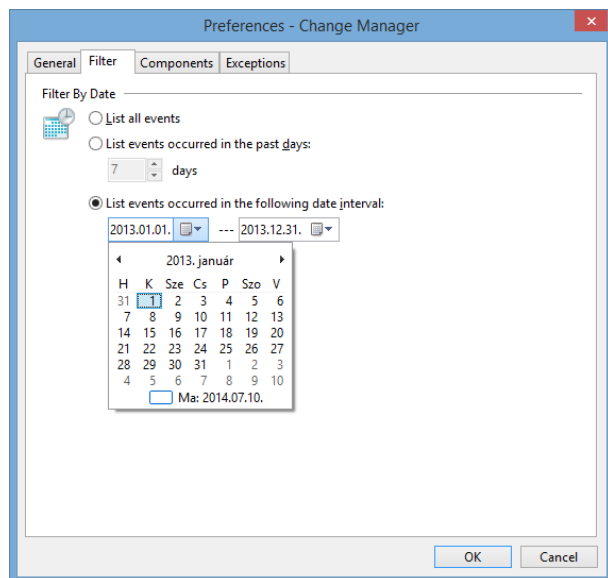 Preferences - Change Manager
General Filter Components Exceptions
Filter By Date
List all events
List events occurred in the past days:
7 days
List events occurred in the following date interval:
2013.01.01. --- 2013.12.31.
2013. január
H K Sze Cs P Szo V
31 1 2 3 4 5 6
7 8 9 10 11 12 13
14 15 16 17 18 19 20
21 22 23 24 25 26 27
28 29 30 31 1 2 3
4 5 6 7 8 9 10
Ma: 2014.07.10.
OK Cancel